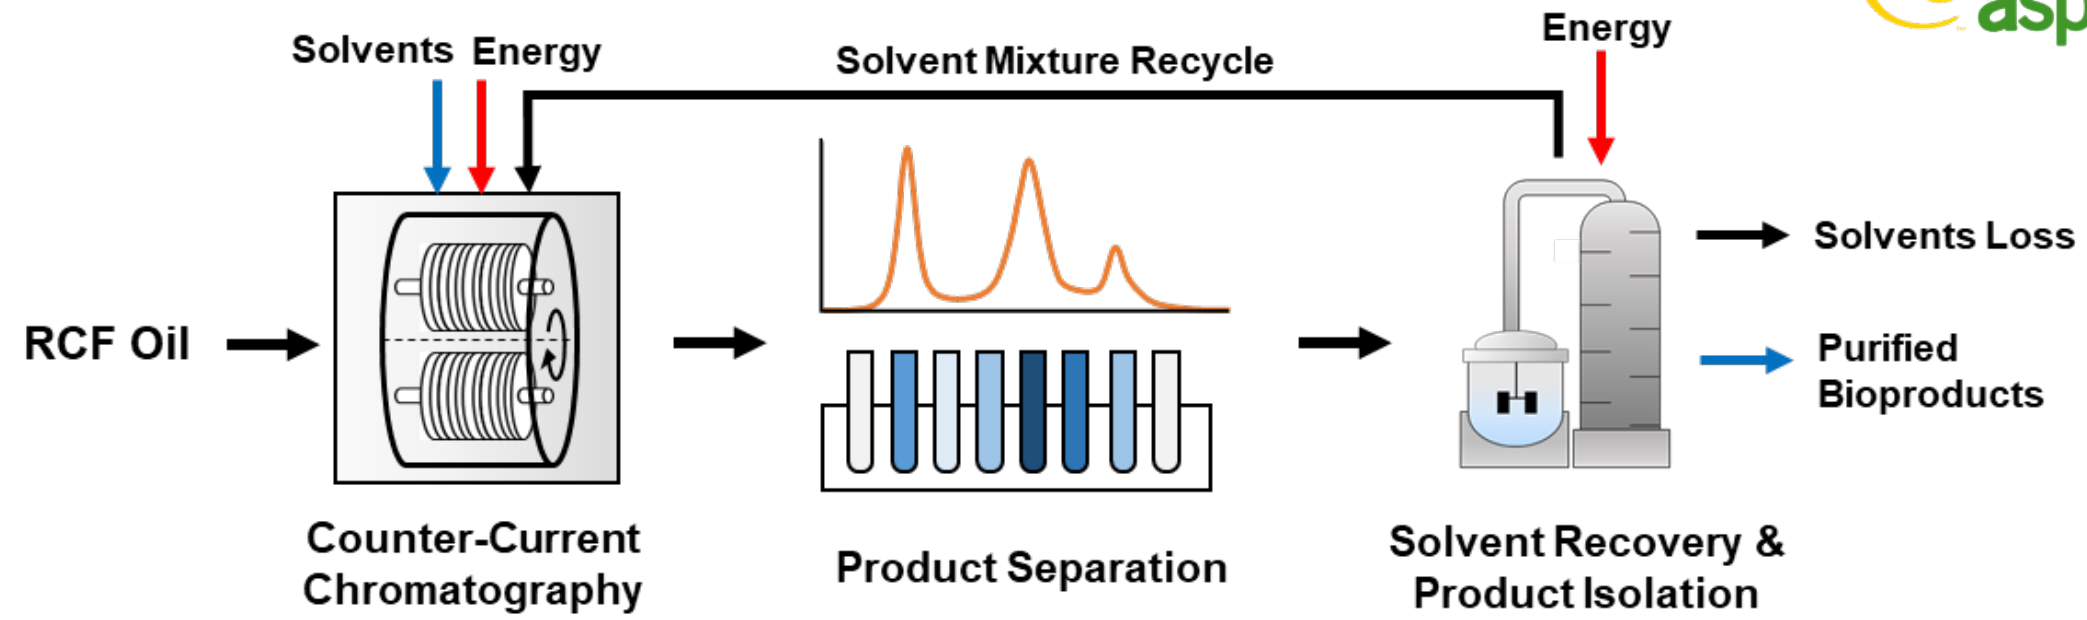 Solvents Energy
Solvent Mixture Recycle
Energy
asp
RCF Oil
Solvents Loss
Purified
Bioproducts
Counter-Current
Chromatography
Product Separation
Solvent Recovery &
Product Isolation